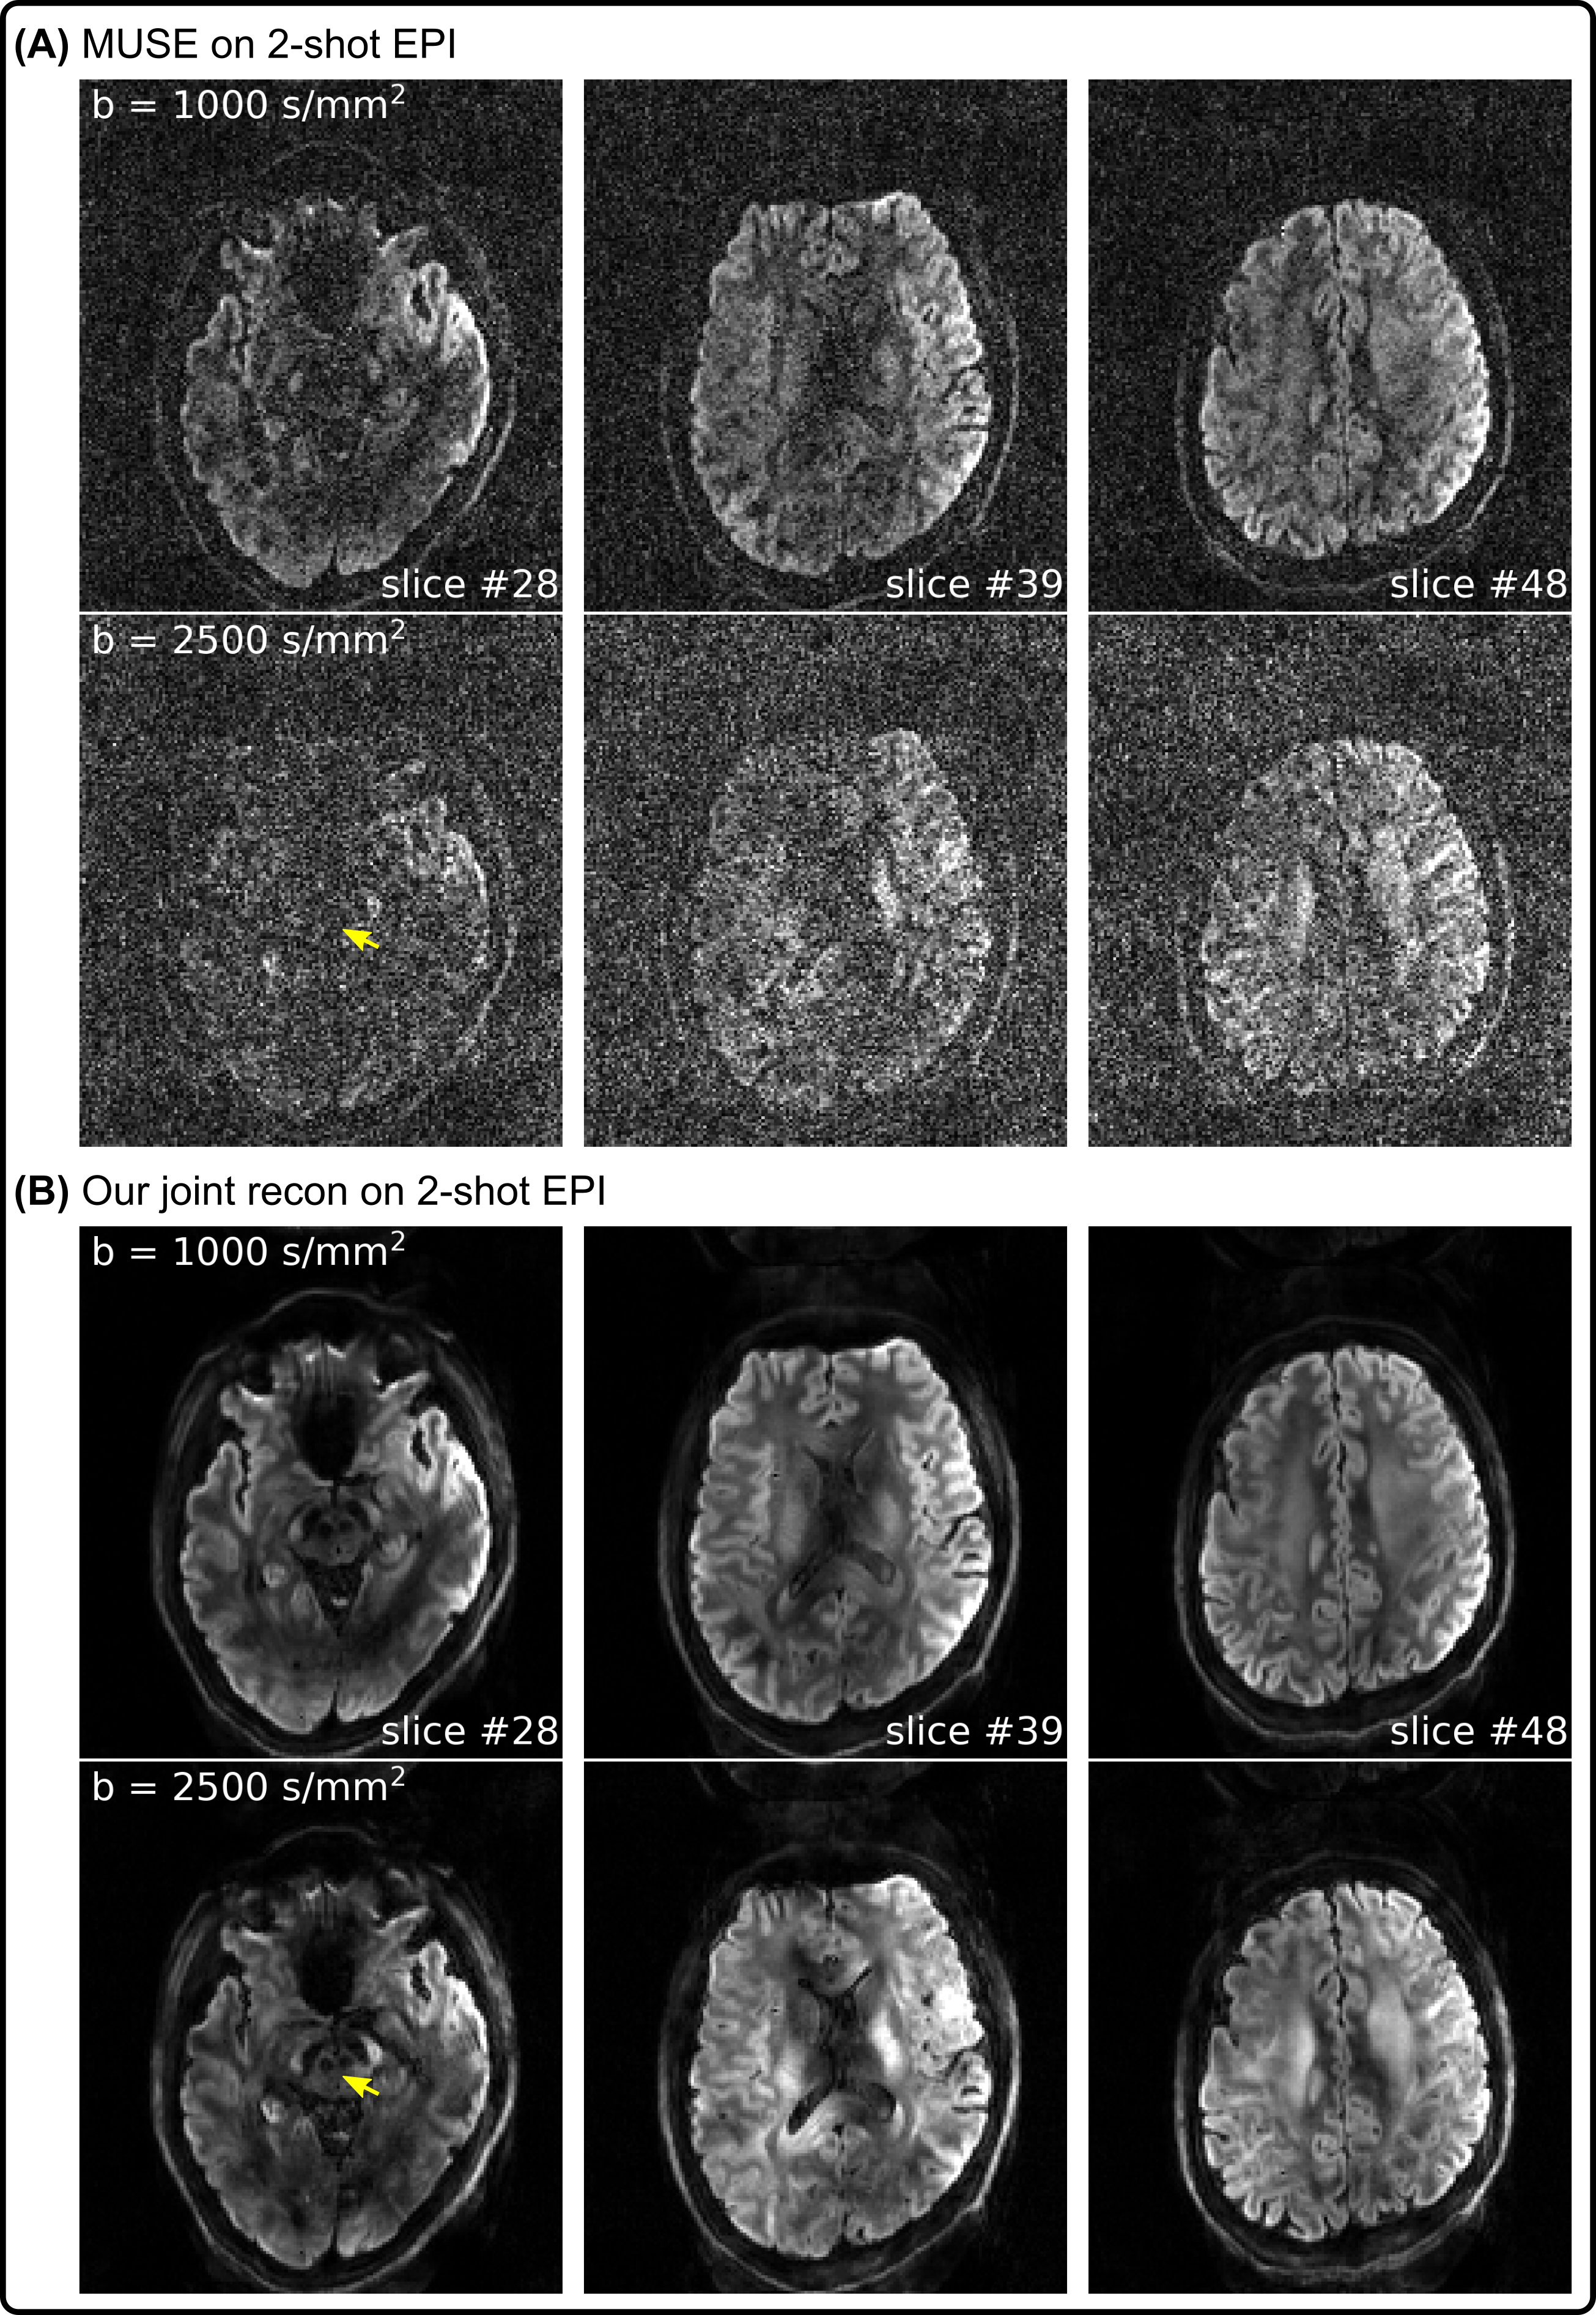 (A) MUSE on 2-shot EPI
b = 1000 s/mm²
slice #28
slice #39
slice #48
b = 2500 s/mm²
(B) Our joint recon on 2-shot EPI
b = 1000 s/mm²
slice #28
slice #39
slice #48
b = 2500 s/mm²